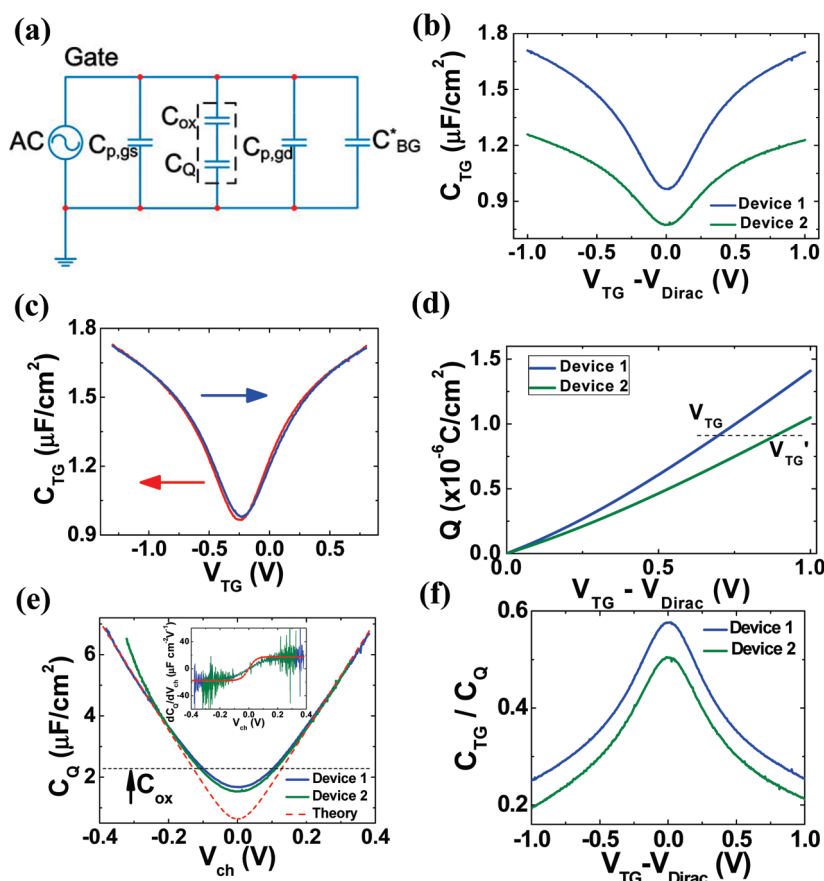 (a)
Gate
AC
C_p,gs
C_ox
C_Q
C_p,gd
C*_BG
(b)
C_TG (μF/cm²)
1.8
1.5
1.2
0.9
Device 1
Device 2
-1.0 -0.5 0.0 0.5 1.0
V_TG -V_Dirac (V)
(c)
C_TG (μF/cm²)
1.8
1.5
1.2
0.9
-1.0 -0.5 0.0
V_TG (V)
(d)
Q (x10⁻⁶C/cm²)
1.5
1.0
0.5
0.0
Device 1
Device 2
V_TG
V_TG'
0.0 0.5 1.0
V_TG - V_Dirac (V)
(e)
C_Q (μF/cm²)
6
4
2
dC_Q/dV_ch (μF cm⁻²V⁻¹)
40
0
-40
-0.4 -0.2 0.0 0.2 0.4
V_ch (V)
C_ox
Device 1
Device 2
Theory
-0.4 -0.2 0.0 0.2 0.4
V_ch (V)
(f)
C_TG / C_Q
0.6
0.4
0.2
Device 1
Device 2
-1.0 -0.5 0.0 0.5 1.0
V_TG-V_Dirac (V)